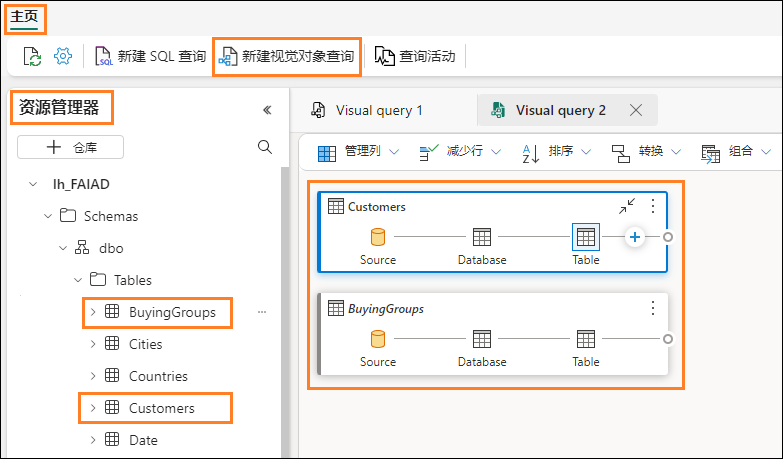 主页
新建 SQL 查询 新建视觉对象查询 查询活动
资源管理器
Visual query 1 Visual query 2
仓库
管理列 减少行 排序 转换 组合
lh_FAIAD
Schemas
dbo
Tables
BuyingGroups
Cities
Countries
Customers
Date
Customers
Source Database Table
BuyingGroups
Source Database Table